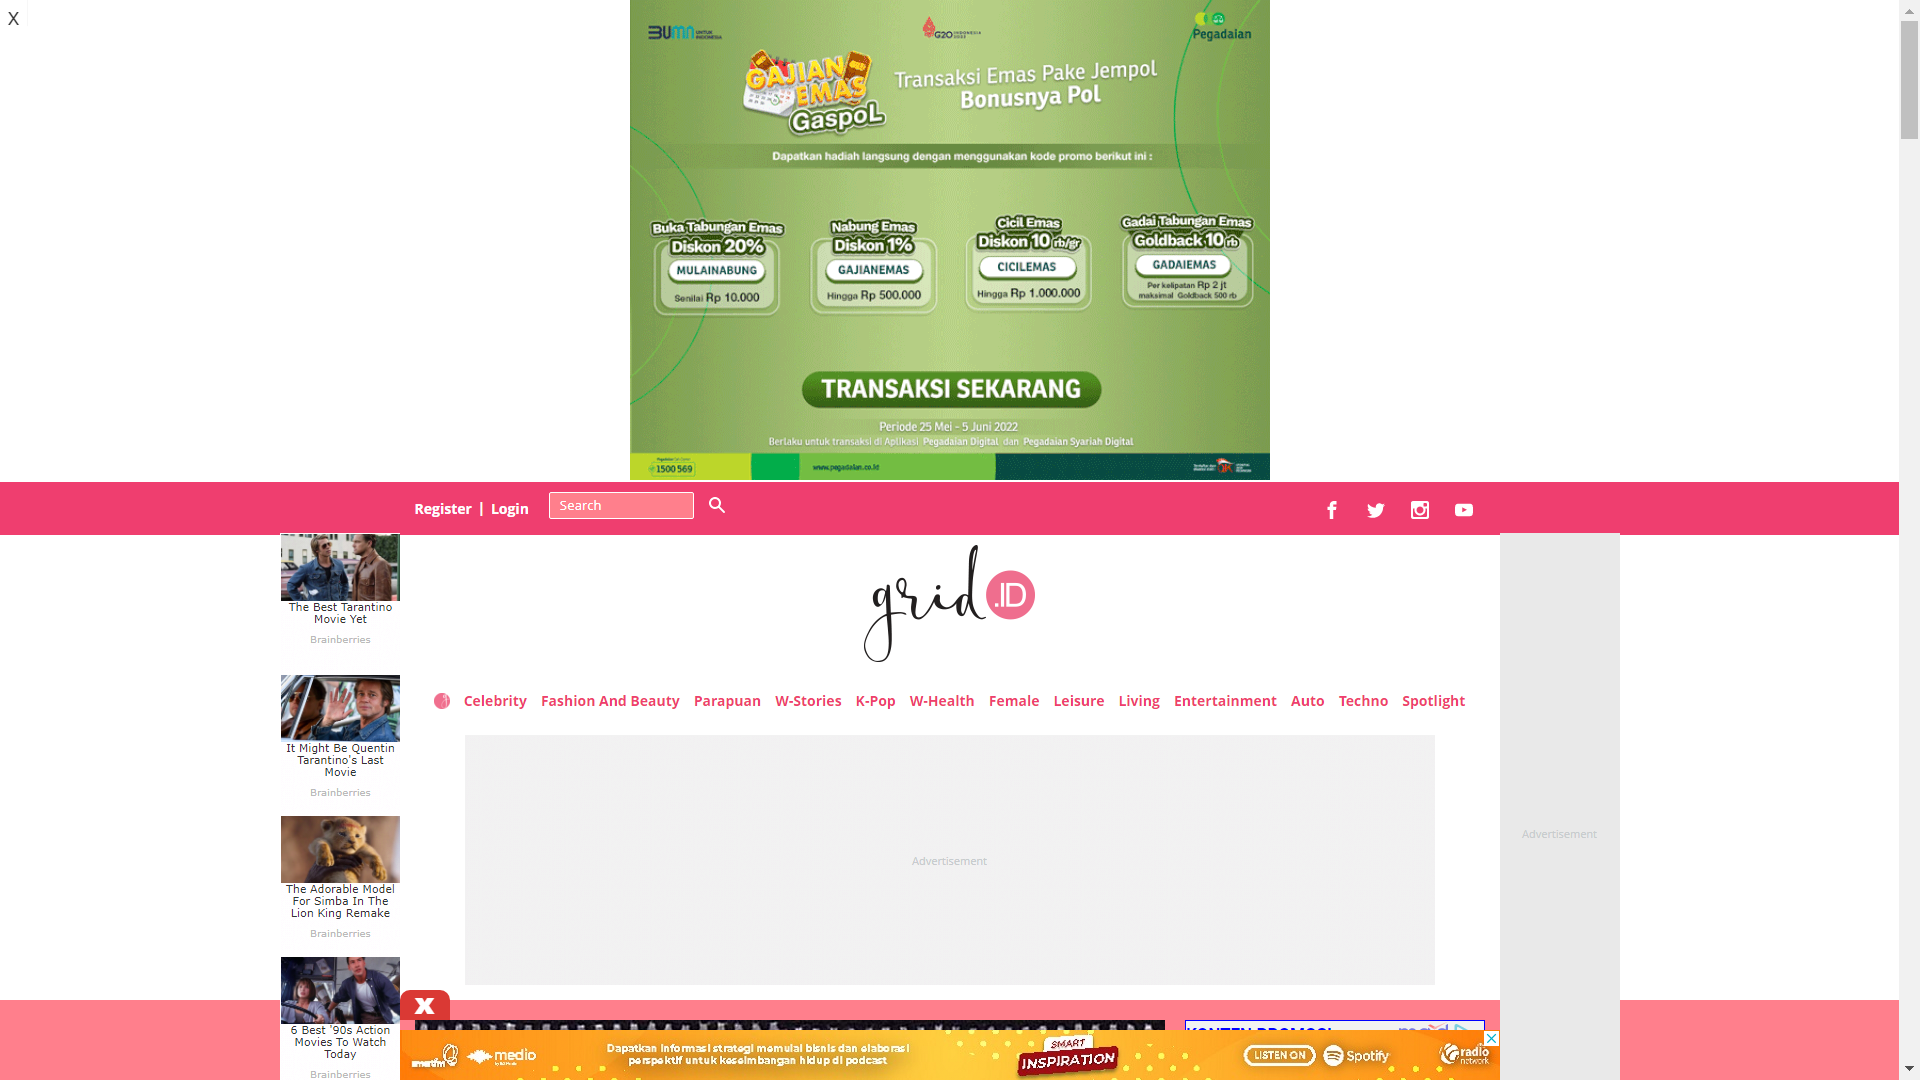 X
BUMN UNTUK INDONESIA
G20 INDONESIA 2022
Pegadaian
GAJIAN EMAS GaspoL
Transaksi Emas Pake Jempol
Bonusnya Pol
Dapatkan hadiah langsung dengan menggunakan kode promo berikut ini :
Buka Tabungan Emas
Diskon 20%
MULAINABUNG
Senilai Rp 10.000
Nabung Emas
Diskon 1%
GAJIANEMAS
Hingga Rp 500.000
Cicil Emas
Diskon 10 rb/gr
CICILEMAS
Hingga Rp 1.000.000
Gadai Tabungan Emas
Goldback 10 rb
GADAIEMAS
Per kelipatan Rp 2 jt
maksimal Goldback 500 rb
TRANSAKSI SEKARANG
Periode 25 Mei - 5 Juni 2022
Berlaku untuk transaksi di Aplikasi Pegadaian Digital dan Pegadaian Syariah Digital
1500 569
www.pegadaian.co.id
Register | Login
Search
grid.ID
Celebrity Fashion And Beauty Parapuan W-Stories K-Pop W-Health Female Leisure Living Entertainment Auto Techno Spotlight
The Best Tarantino
Movie Yet
Brainberries
It Might Be Quentin
Tarantino's Last
Movie
Brainberries
The Adorable Model
For Simba In The
Lion King Remake
Brainberries
6 Best '90s Action
Movies To Watch
Today
Brainberries
Advertisement
Advertisement
X
KONTEN PROMOSI
smartfm
medio
Dapatkan informasi strategi memulai bisnis dan elaborasi
perspektif untuk keseimbangan hidup di podcast
SMART
INSPIRATION
LISTEN ON
Spotify
radio
network